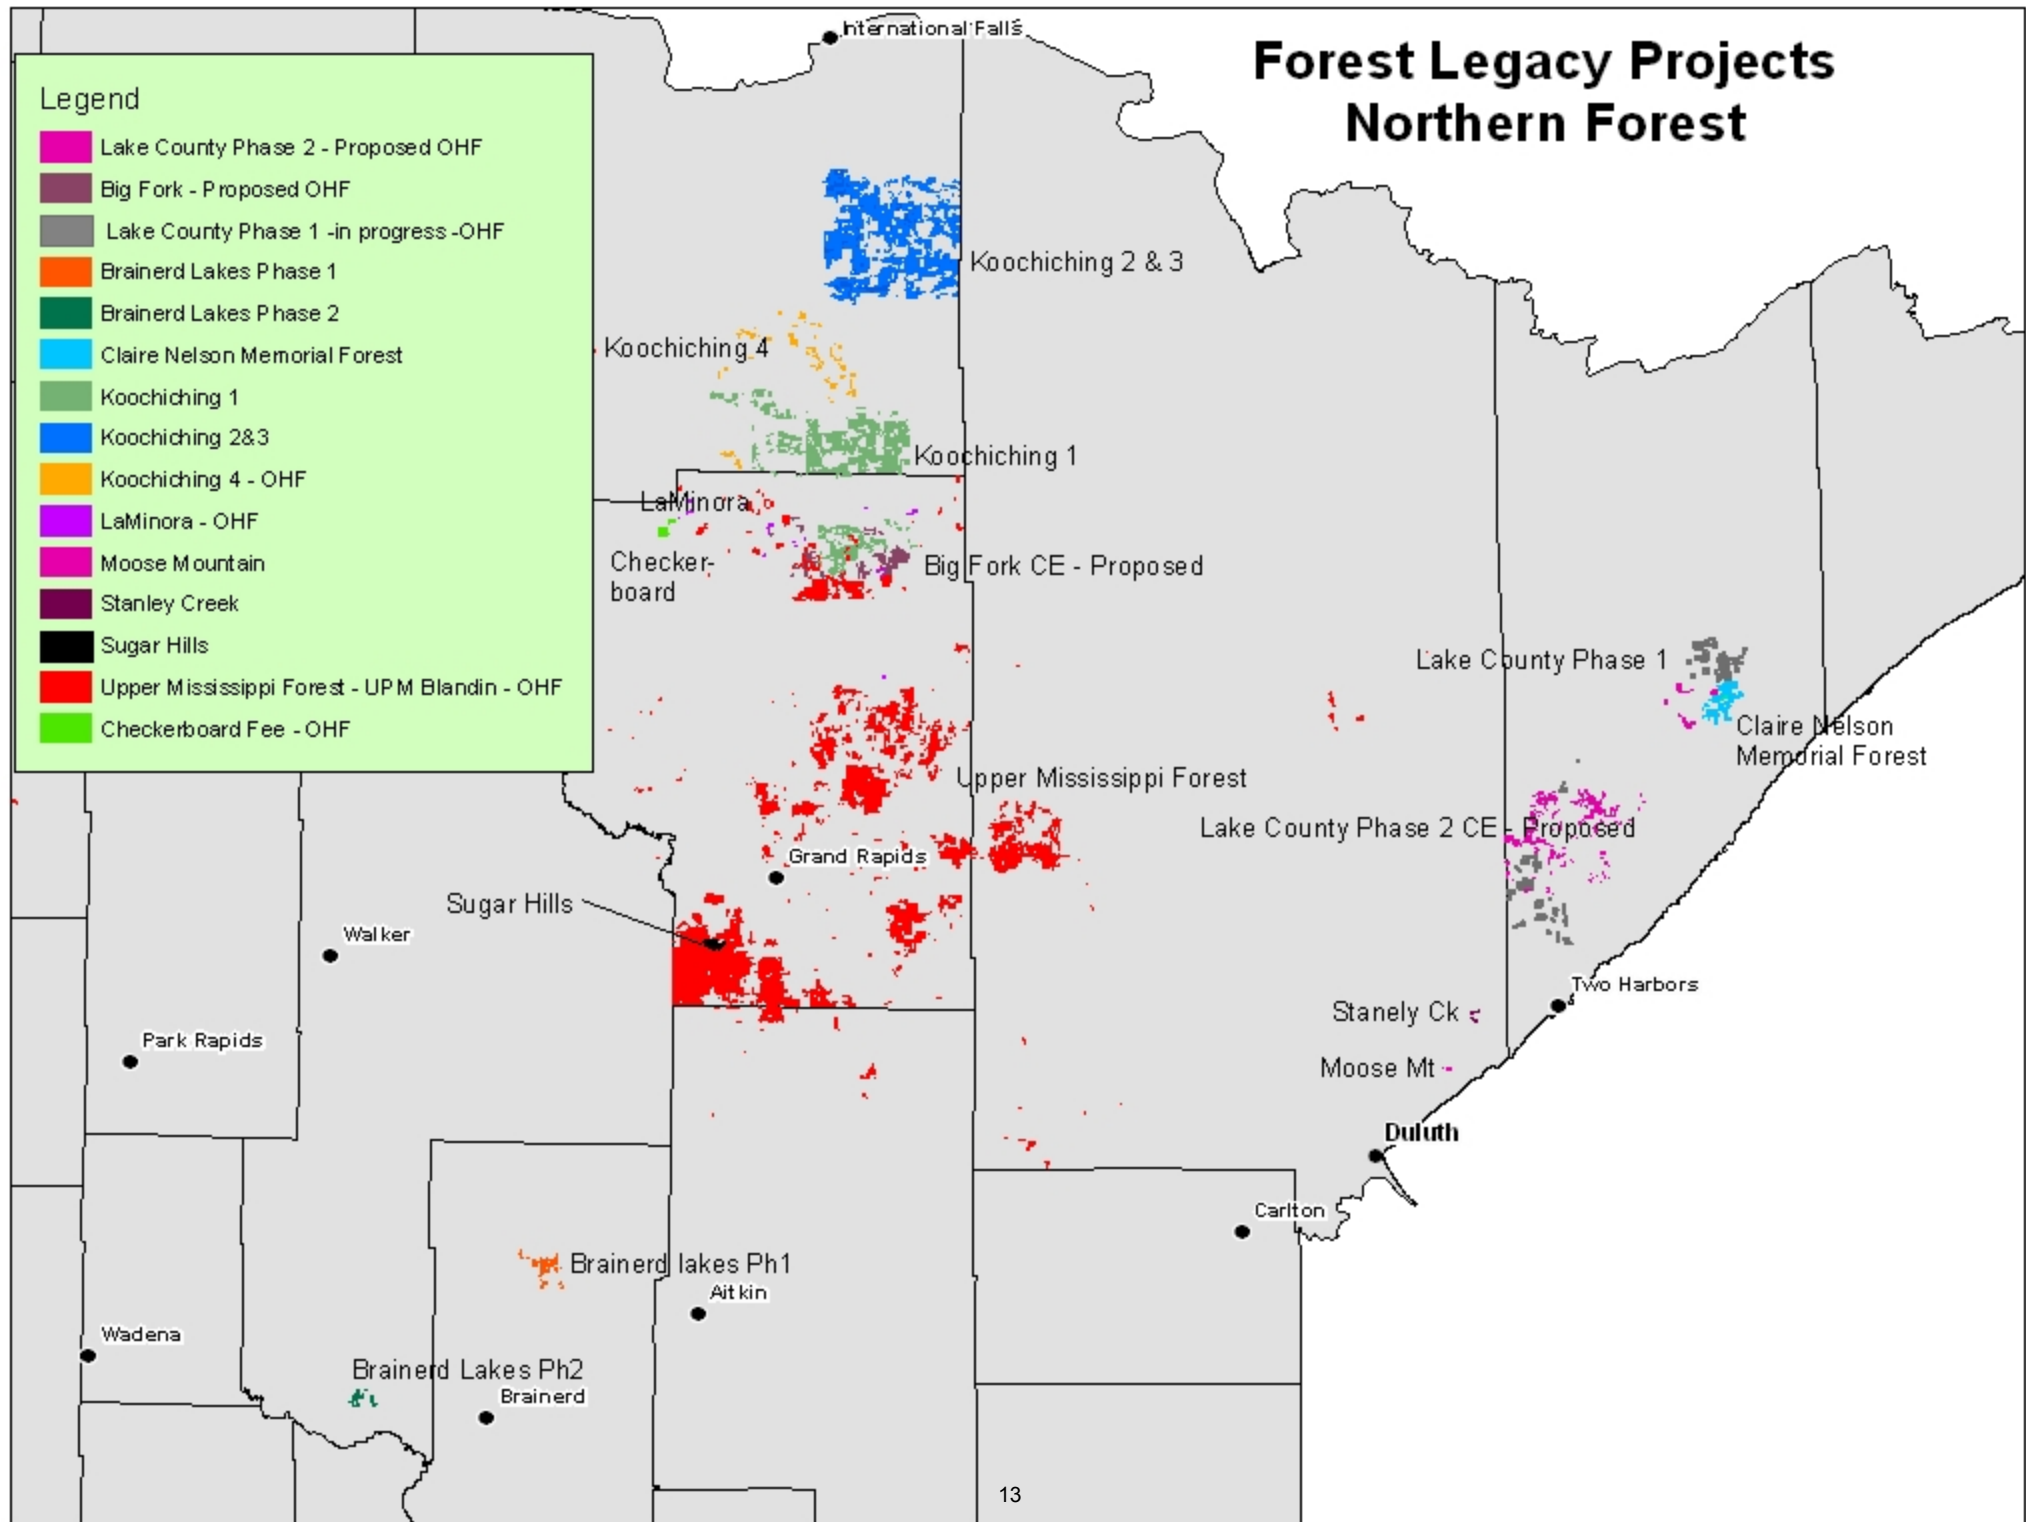 Forest Legacy Projects
Northern Forest
Legend
Lake County Phase 2 - Proposed OHF
Big Fork - Proposed OHF
Lake County Phase 1 -in progress -OHF
Brainerd Lakes Phase 1
Brainerd Lakes Phase 2
Claire Nelson Memorial Forest
Koochiching 1
Koochiching 2&3
Koochiching 4 - OHF
LaMinora - OHF
Moose Mountain
Stanley Creek
Sugar Hills
Upper Mississippi Forest - UPM Blandin - OHF
Checkerboard Fee - OHF
International Falls
Koochiching 2 & 3
Koochiching 4
Koochiching 1
LaMinora
Checker-
board
Big Fork CE - Proposed
Lake County Phase 1
Claire Nelson
Memorial Forest
Upper Mississippi Forest
Lake County Phase 2 CE - Proposed
Grand Rapids
Sugar Hills
Walker
Two Harbors
Stanely Ck
Park Rapids
Moose Mt
Duluth
Carlton
Brainerd lakes Ph1
Aitkin
Wadena
Brainerd Lakes Ph2
Brainerd
13